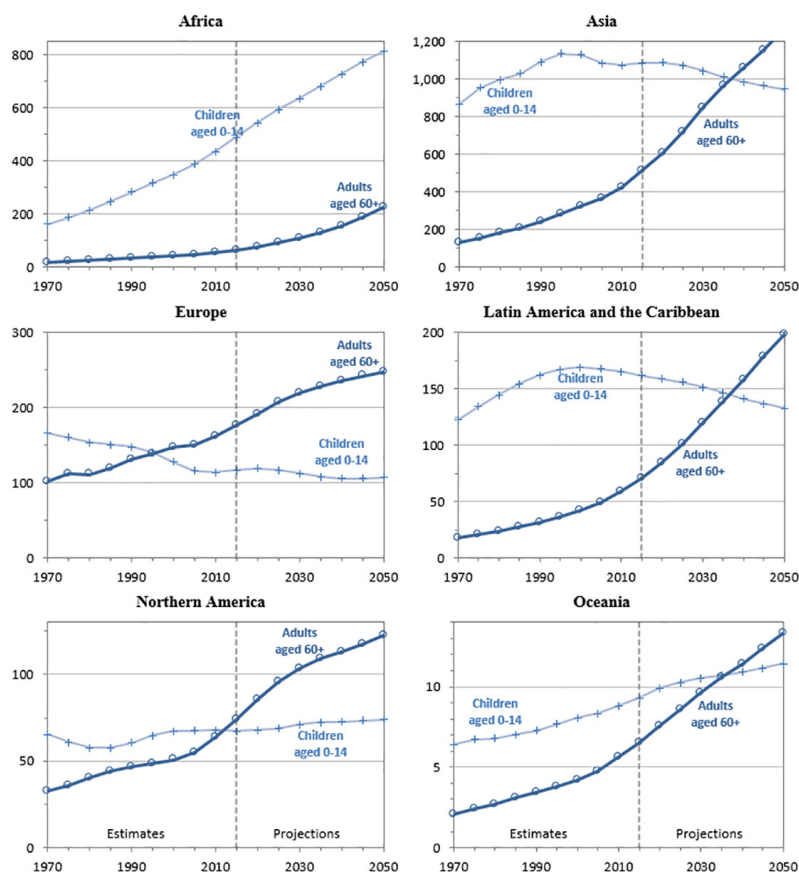 Africa
800
600
400
200
0
Children
aged 0-14
Adults
aged 60+
1970 1990 2010 2030 2050
Asia
1,200
1,000
800
600
400
200
0
Children
aged 0-14
Adults
aged 60+
1970 1990 2010 2030 2050
Europe
300
200
100
0
Adults
aged 60+
Children
aged 0-14
1970 1990 2010 2030 2050
Latin America and the Caribbean
200
150
100
50
0
Children
aged 0-14
Adults
aged 60+
1970 1990 2010 2030 2050
Northern America
100
50
0
Adults
aged 60+
Children
aged 0-14
Estimates Projections
1970 1990 2010 2030 2050
Oceania
10
5
0
Children
aged 0-14
Adults
aged 60+
Estimates Projections
1970 1990 2010 2030 2050